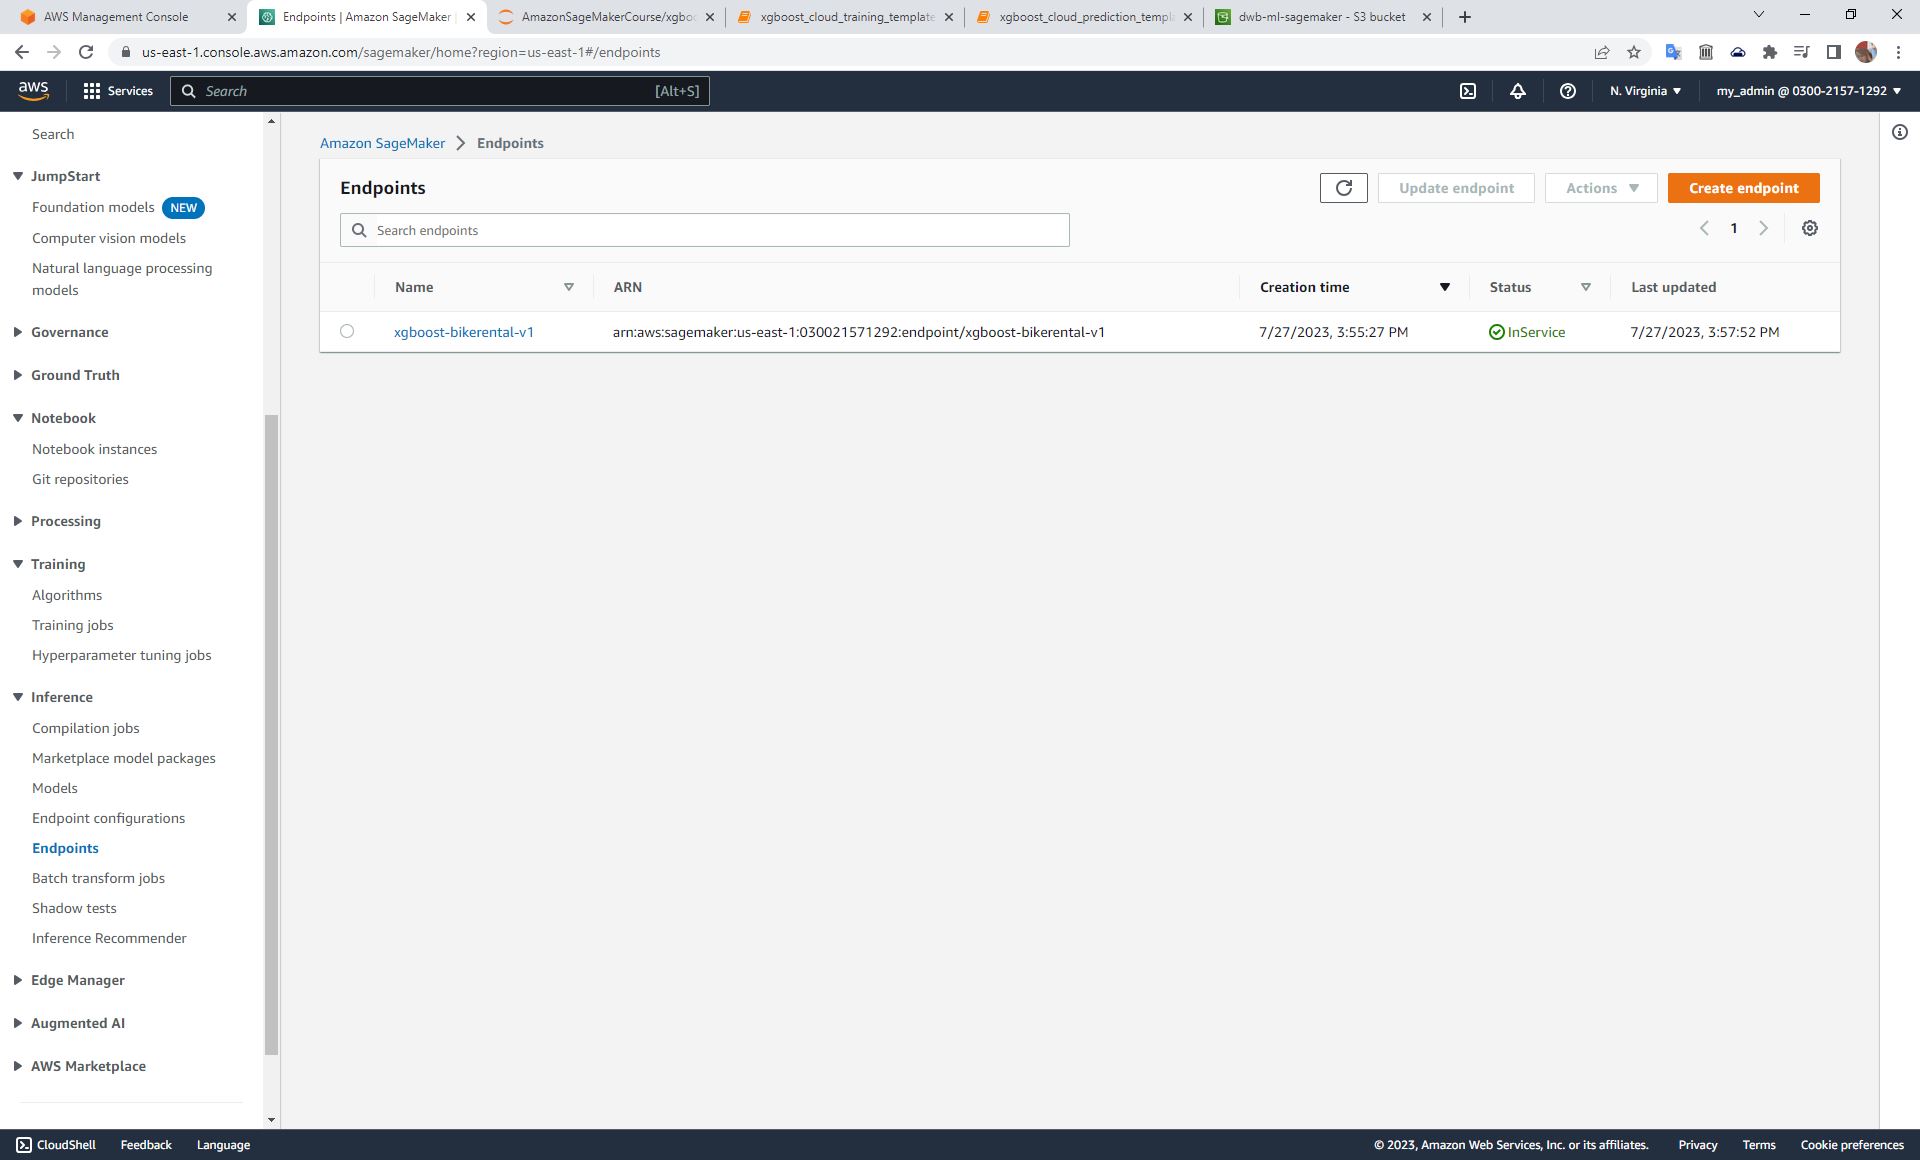 AWS Management Console
Endpoints | Amazon SageMaker
AmazonSageMakerCourse/xgboo
xgboost_cloud_training_template
xgboost_cloud_prediction_templa
dwb-ml-sagemaker - S3 bucket
us-east-1.console.aws.amazon.com/sagemaker/home?region=us-east-1#/endpoints
aws
Services
Search
[Alt+S]
N. Virginia
my_admin @ 0300-2157-1292
Search
JumpStart
Foundation models NEW
Computer vision models
Natural language processing
models
Governance
Ground Truth
Notebook
Notebook instances
Git repositories
Processing
Training
Algorithms
Training jobs
Hyperparameter tuning jobs
Inference
Compilation jobs
Marketplace model packages
Models
Endpoint configurations
Endpoints
Batch transform jobs
Shadow tests
Inference Recommender
Edge Manager
Augmented AI
AWS Marketplace
Amazon SageMaker > Endpoints
Endpoints
Update endpoint
Actions
Create endpoint
Search endpoints
1
Name ARN Creation time Status Last updated
xgboost-bikerental-v1 arn:aws:sagemaker:us-east-1:030021571292:endpoint/xgboost-bikerental-v1 7/27/2023, 3:55:27 PM InService 7/27/2023, 3:57:52 PM
CloudShell Feedback Language © 2023, Amazon Web Services, Inc. or its affiliates. Privacy Terms Cookie preferences